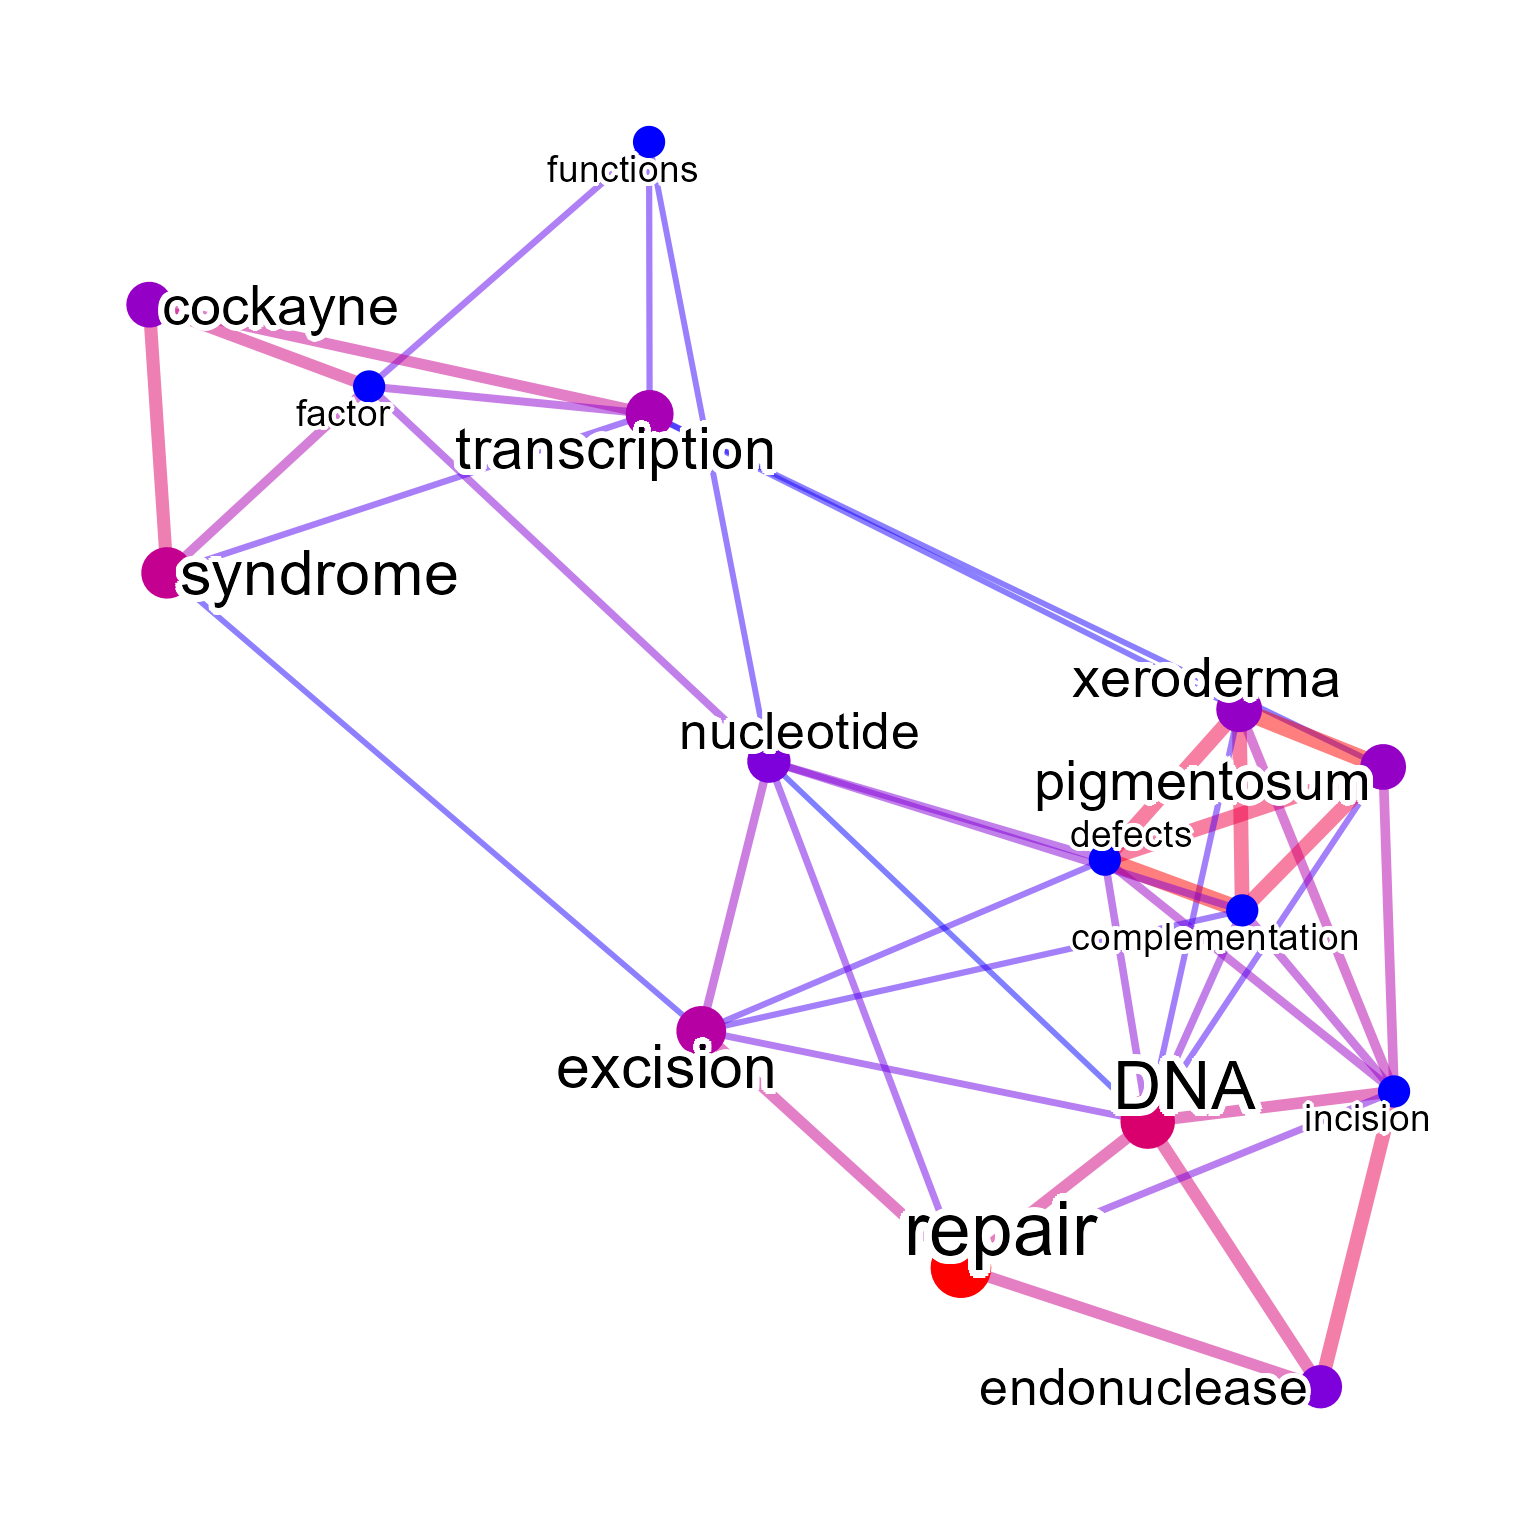 functions
cockayne
factor
transcription
syndrome
xeroderma
nucleotide
pigmentosum
defects
complementation
excision
DNA
incision
repair
endonuclease